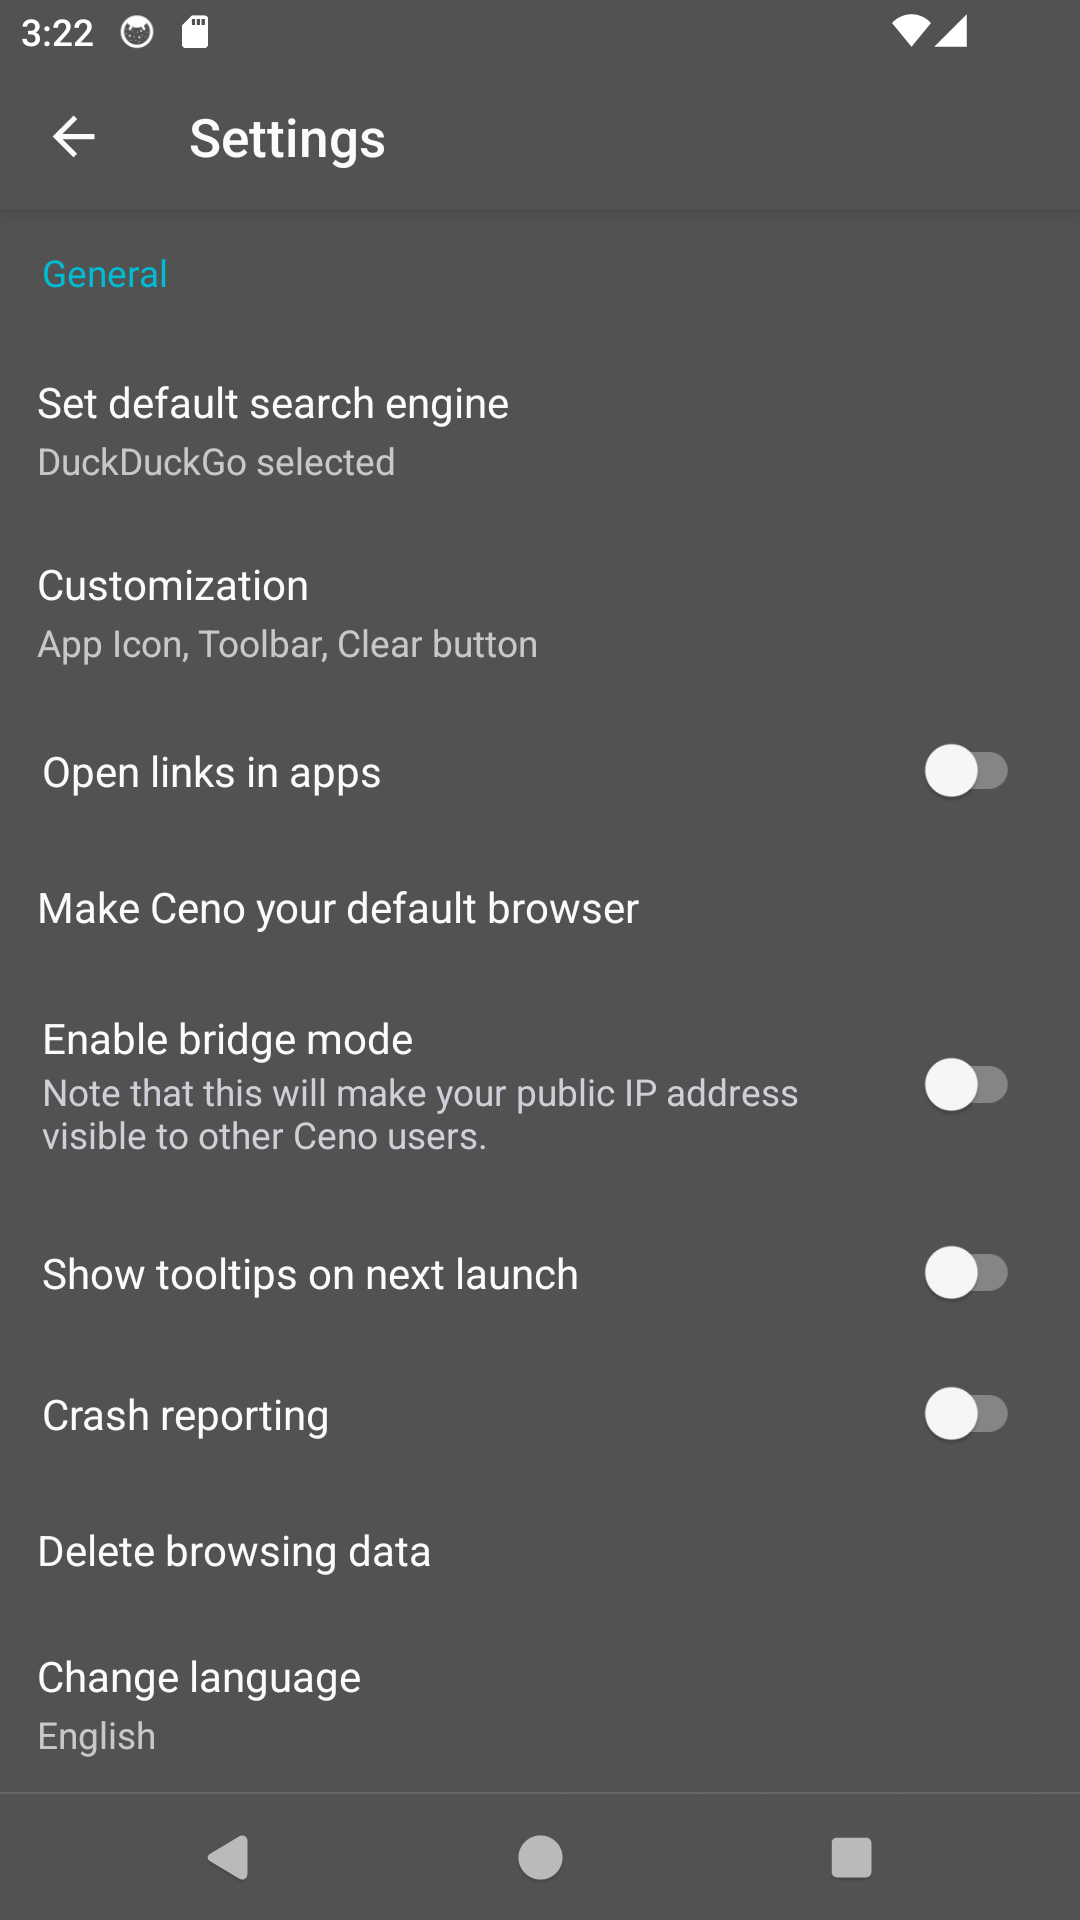 3:22
Settings
General
Set default search engine
DuckDuckGo selected
Customization
App Icon, Toolbar, Clear button
Open links in apps
Make Ceno your default browser
Enable bridge mode
Note that this will make your public IP address
visible to other Ceno users.
Show tooltips on next launch
Crash reporting
Delete browsing data
Change language
English